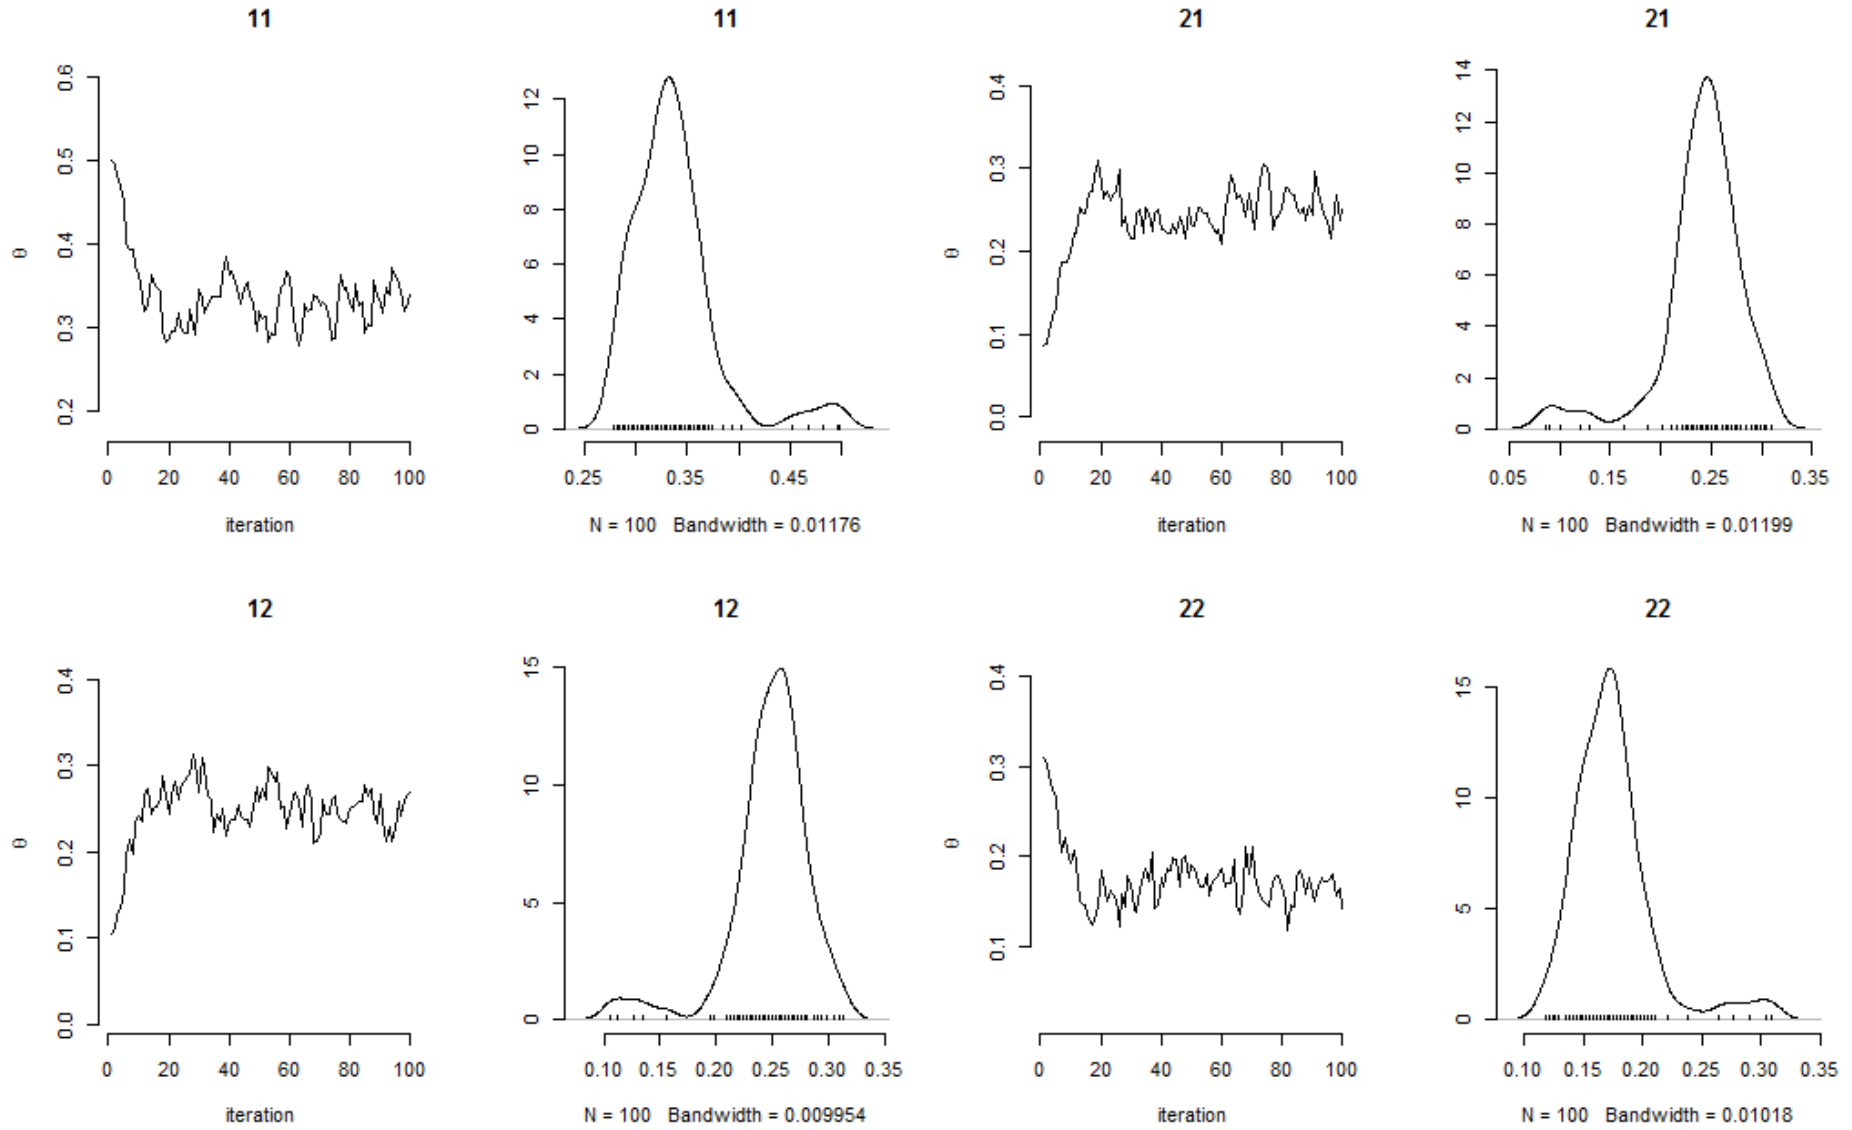 11 11 21 21
0.6
0.5
0.4
0.3
0.2
θ
0 20 40 60 80 100
iteration
12
10
8
6
4
2
0
0.25 0.35 0.45
N = 100 Bandwidth = 0.01176
0.4
0.3
0.2
0.1
0.0
θ
0 20 40 60 80 100
iteration
14
12
10
8
6
4
2
0
0.05 0.15 0.25 0.35
N = 100 Bandwidth = 0.01199
12 12 22 22
0.4
0.3
0.2
0.1
0.0
θ
0 20 40 60 80 100
iteration
15
10
5
0
0.10 0.15 0.20 0.25 0.30 0.35
N = 100 Bandwidth = 0.009954
0.4
0.3
0.2
0.1
θ
0 20 40 60 80 100
iteration
15
10
5
0
0.10 0.15 0.20 0.25 0.30 0.35
N = 100 Bandwidth = 0.01018